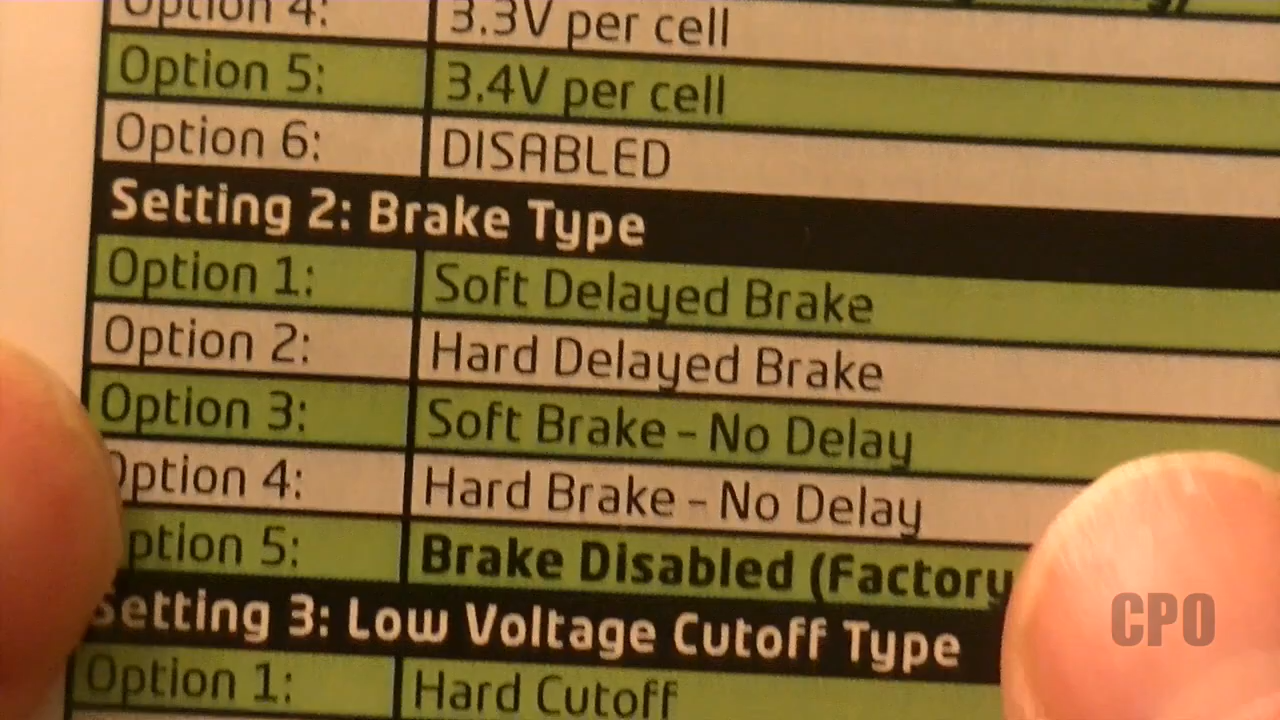 Option 4: 3.3V per cell
Option 5: 3.4V per cell
Option 6: DISABLED
Setting 2: Brake Type
Option 1: Soft Delayed Brake
Option 2: Hard Delayed Brake
Option 3: Soft Brake - No Delay
Option 4: Hard Brake - No Delay
ption 5: Brake Disabled (Factory
Setting 3: Low Voltage Cutoff Type
Option 1: Hard Cutoff
CPO